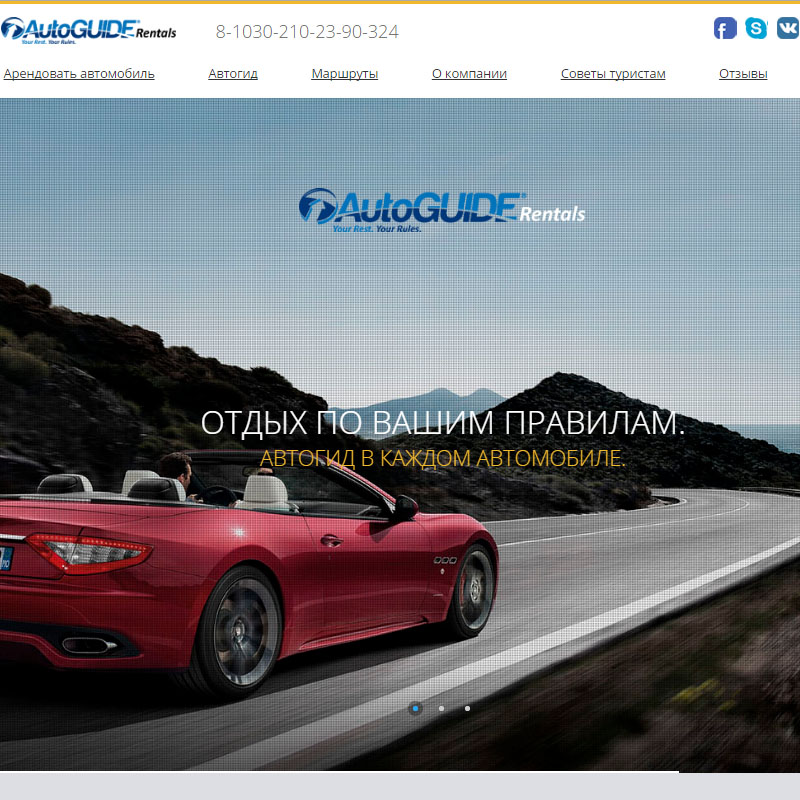 AutoGUIDE Rentals
Your Rest. Your Rules.
8-1030-210-23-90-324
Арендовать автомобиль Автогид Маршруты О компании Советы туристам Отзывы
AutoGUIDE® Rentals
Your Rest. Your Rules.
ОТДЫХ ПО ВАШИМ ПРАВИЛАМ.
АВТОГИД В КАЖДОМ АВТОМОБИЛЕ.